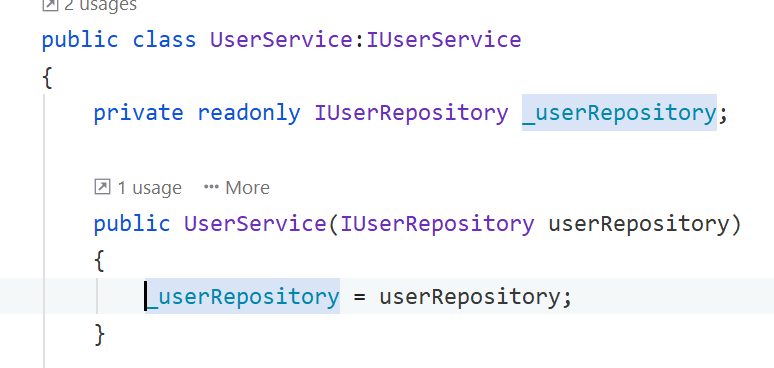 2 usages
public class UserService:IUserService
{
private readonly IUserRepository _userRepository;
1 usage ··· More
public UserService(IUserRepository userRepository)
{
_userRepository = userRepository;
}